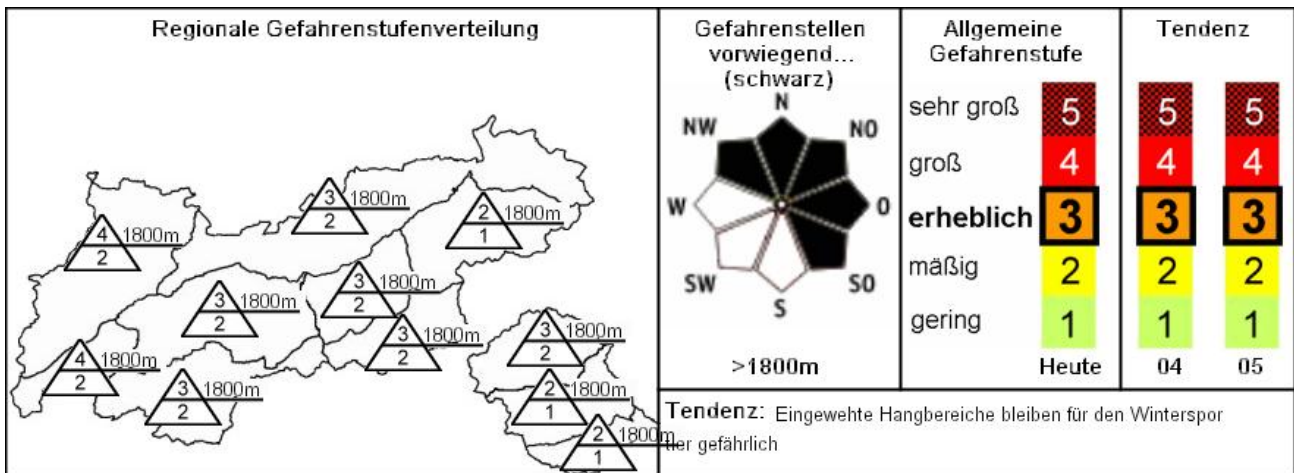 Regionale Gefahrenstufenverteilung
3
1800m
2
2
1800m
1
4
1800m
2
3
1800m
2
3
1800m
2
3
1800m
2
3
1800m
2
4
1800m
2
3
1800m
2
2
1800m
1
2
1800m
1
Gefahrenstellen
vorwiegend...
(schwarz)
N
NW
NO
W
O
SW
SO
S
>1800m
Allgemeine
Gefahrenstufe
sehr groß
5
groß
4
erheblich
3
mäßig
2
gering
1
Heute
Tendenz
5 5
4 4
3 3
2 2
1 1
04 05
Tendenz: Eingewehte Hangbereiche bleiben für den Winterspor
tler gefährlich